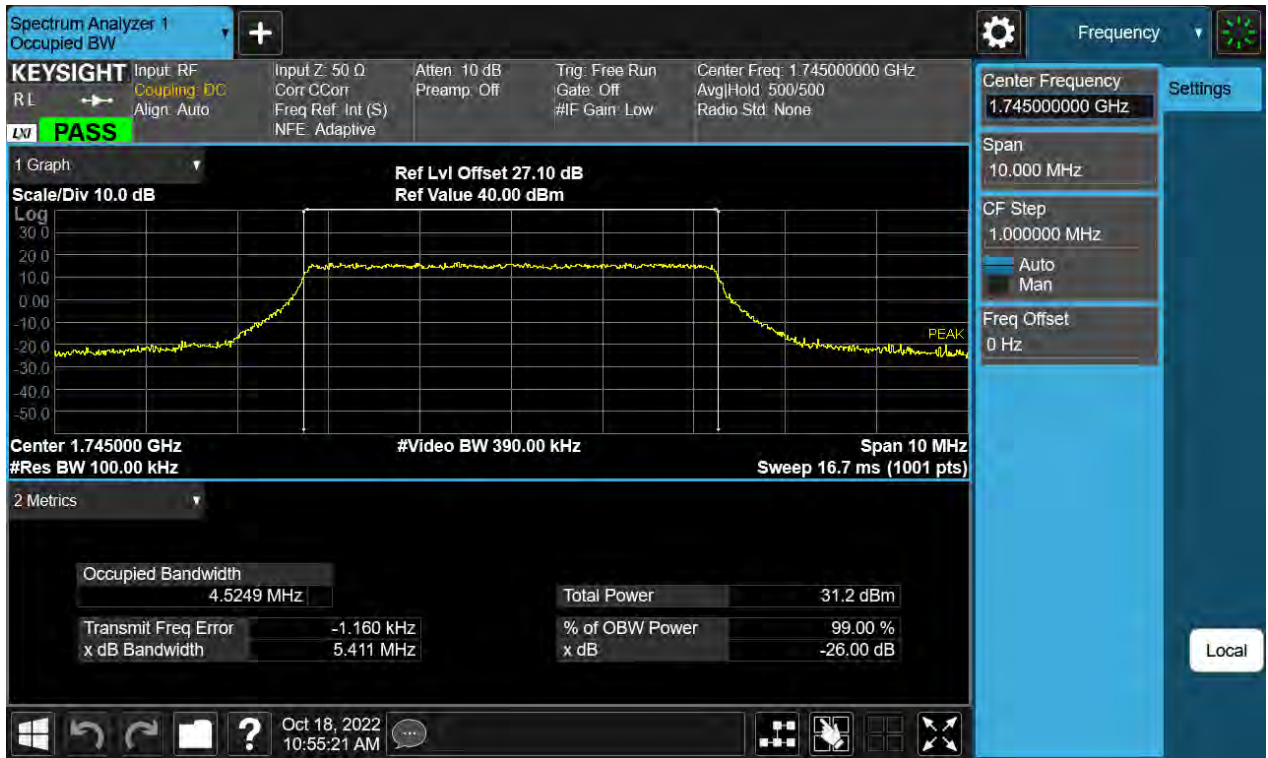 Spectrum Analyzer 1
Occupied BW
Frequency
KEYSIGHT
RL
LXI
PASS
Input: RF
Coupling: DC
Align: Auto
Input Z: 50 Ω
Corr CCorr
Freq Ref: Int (S)
NFE: Adaptive
Atten: 10 dB
Preamp: Off
Trig: Free Run
Gate: Off
#IF Gain: Low
Center Freq: 1.745000000 GHz
Avg|Hold: 500/500
Radio Std: None
1 Graph
Scale/Div 10.0 dB
Ref Lvl Offset 27.10 dB
Ref Value 40.00 dBm
Log
30.0
20.0
10.0
0.00
-10.0
-20.0
-30.0
-40.0
-50.0
PEAK
Center 1.745000 GHz
#Video BW 390.00 kHz
Span 10 MHz
#Res BW 100.00 kHz
Sweep 16.7 ms (1001 pts)
2 Metrics
Occupied Bandwidth
4.5249 MHz
Total Power 31.2 dBm
Transmit Freq Error -1.160 kHz
% of OBW Power 99.00 %
x dB Bandwidth 5.411 MHz
x dB -26.00 dB
Center Frequency
1.745000000 GHz
Settings
Span
10.000 MHz
CF Step
1.000000 MHz
Auto
Man
Freq Offset
0 Hz
Local
?
Oct 18, 2022
10:55:21 AM